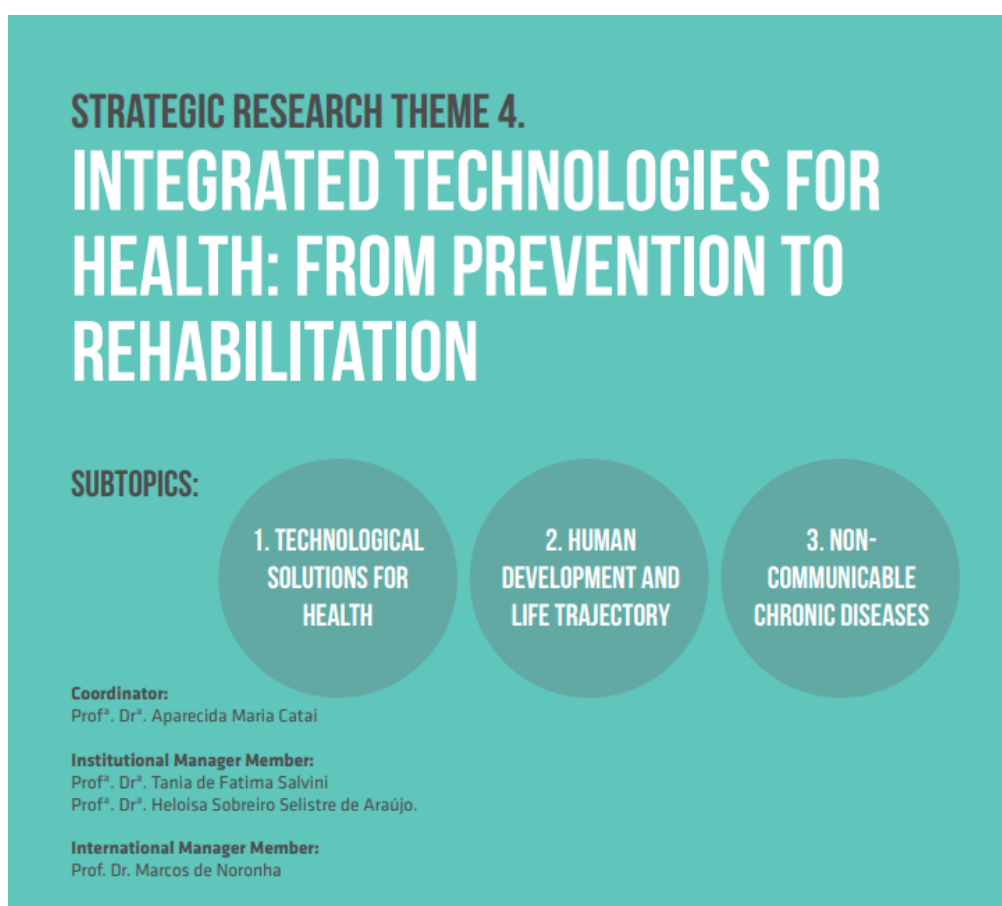 STRATEGIC RESEARCH THEME 4.
INTEGRATED TECHNOLOGIES FOR
HEALTH: FROM PREVENTION TO
REHABILITATION
SUBTOPICS:
1. TECHNOLOGICAL
SOLUTIONS FOR
HEALTH
2. HUMAN
DEVELOPMENT AND
LIFE TRAJECTORY
3. NON-
COMMUNICABLE
CHRONIC DISEASES
Coordinator:
Profª. Drª. Aparecida Maria Catai
Institutional Manager Member:
Profª. Drª. Tania de Fatima Salvini
Profª. Drª. Heloisa Sobreiro Selistre de Araújo.
International Manager Member:
Prof. Dr. Marcos de Noronha